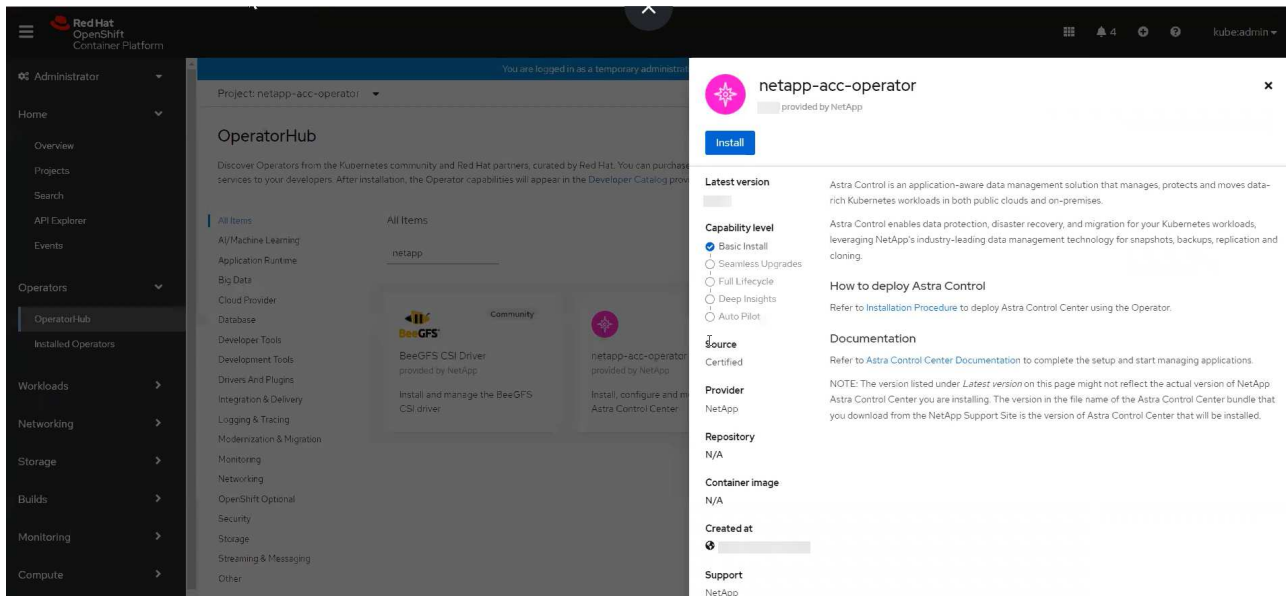 Red Hat
OpenShift
Container Platform
4
kube:admin
Administrator
Home
Overview
Projects
Search
API Explorer
Events
Operators
OperatorHub
Installed Operators
Workloads
Networking
Storage
Builds
Monitoring
Compute
You are logged in as a temporary administrat
Project: netapp-acc-operator
OperatorHub
Discover Operators from the Kubernetes community and Red Hat partners, curated by Red Hat. You can purchase
services to your developers. After installation, the Operator capabilities will appear in the Developer Catalog prov
All Items
AI/Machine Learning
Application Runtime
Big Data
Cloud Provider
Database
Developer Tools
Development Tools
Drivers And Plugins
Integration & Delivery
Logging & Tracing
Modernization & Migration
Monitoring
Networking
OpenShift Optional
Security
Storage
Streaming & Messaging
Other
All Items
netapp
Community
BeeGFS
BeeGFS CSI Driver
provided by NetApp
Install and manage the BeeGFS
CSI driver
netapp-acc-operator
provided by NetApp
Install, configure and m
Astra Control Center
netapp-acc-operator
provided by NetApp
Install
Latest version
Capability level
Basic Install
Seamless Upgrades
Full Lifecycle
Deep Insights
Auto Pilot
Source
Certified
Provider
NetApp
Repository
N/A
Container image
N/A
Created at
Support
NetApp
Astra Control is an application-aware data management solution that manages, protects and moves data-
rich Kubernetes workloads in both public clouds and on-premises.
Astra Control enables data protection, disaster recovery, and migration for your Kubernetes workloads,
leveraging NetApp's industry-leading data management technology for snapshots, backups, replication and
cloning.
How to deploy Astra Control
Refer to Installation Procedure to deploy Astra Control Center using the Operator.
Documentation
Refer to Astra Control Center Documentation to complete the setup and start managing applications.
NOTE: The version listed under Latest version on this page might not reflect the actual version of NetApp
Astra Control Center you are installing. The version in the file name of the Astra Control Center bundle that
you download from the NetApp Support Site is the version of Astra Control Center that will be installed.